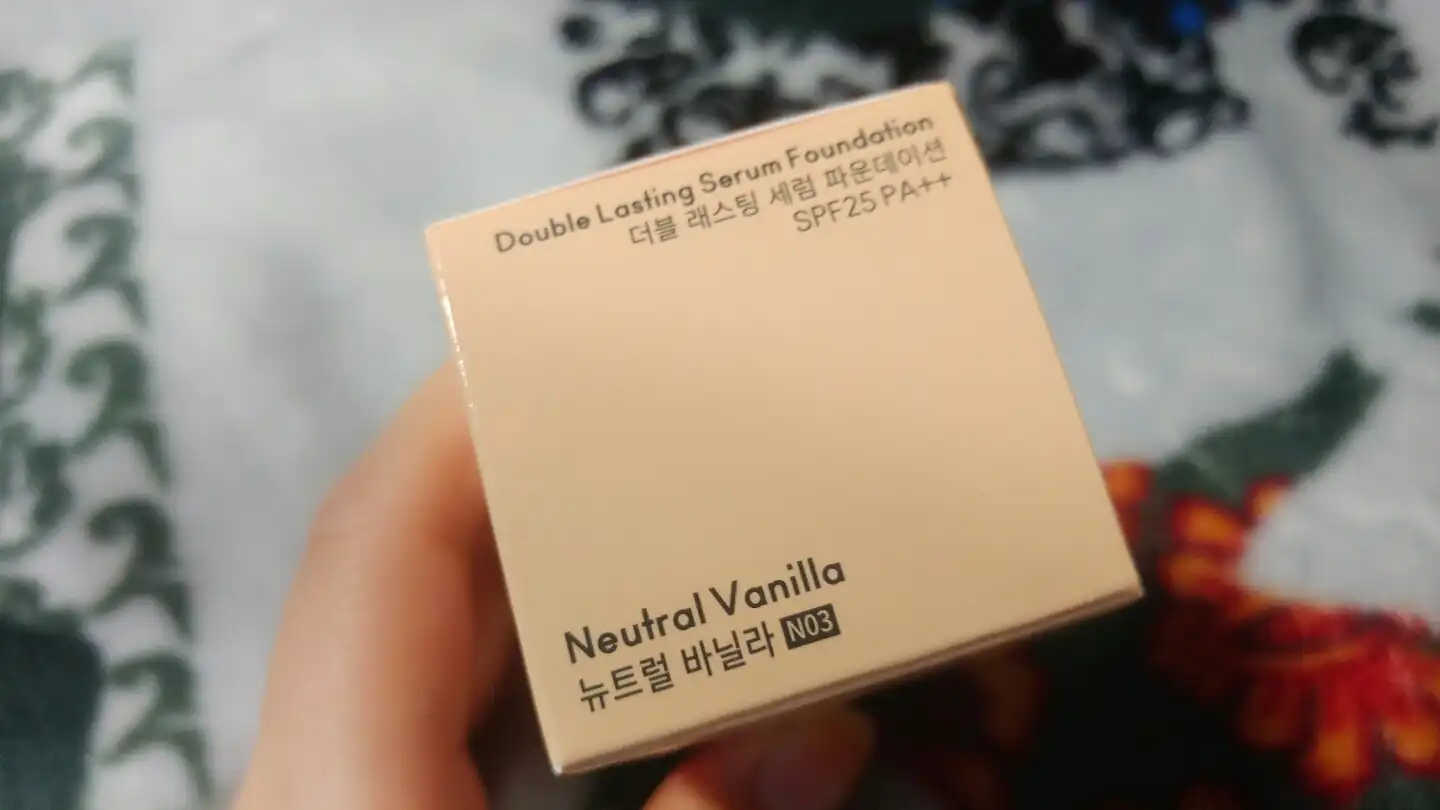 Double Lasting Serum Foundation
더블 래스팅 세럼 파운데이션
SPF25 PA++
Neutral Vanilla
뉴트럴 바닐라 N03